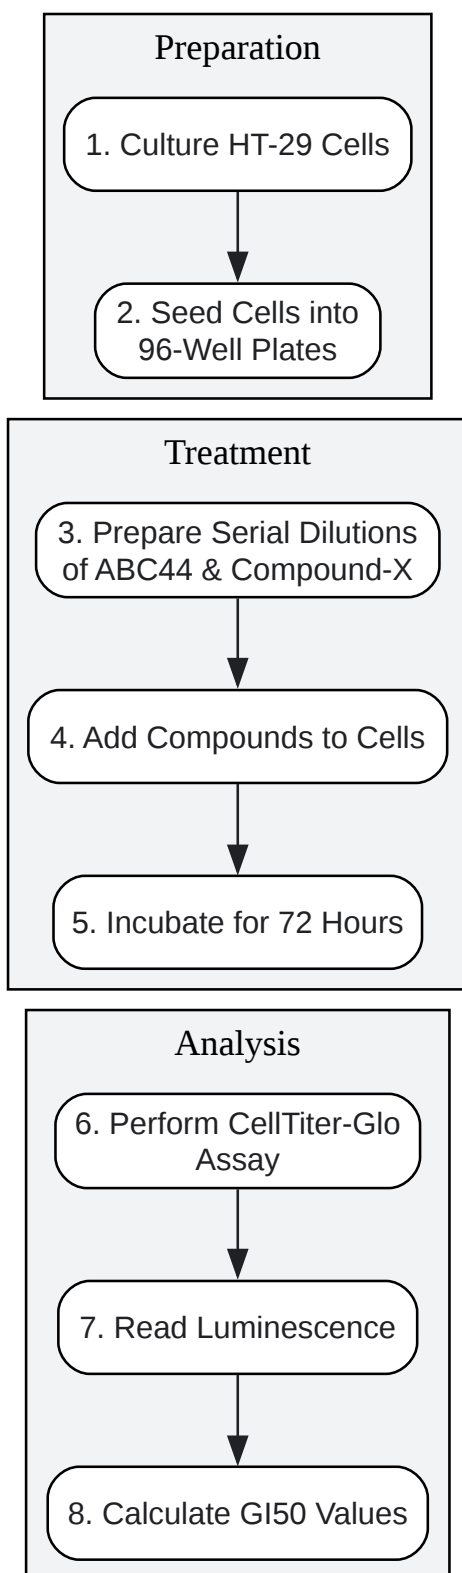 Preparation
1. Culture HT-29 Cells
2. Seed Cells into
96-Well Plates
Treatment
3. Prepare Serial Dilutions
of ABC44 & Compound-X
4. Add Compounds to Cells
5. Incubate for 72 Hours
Analysis
6. Perform CellTiter-Glo
Assay
7. Read Luminescence
8. Calculate GI50 Values